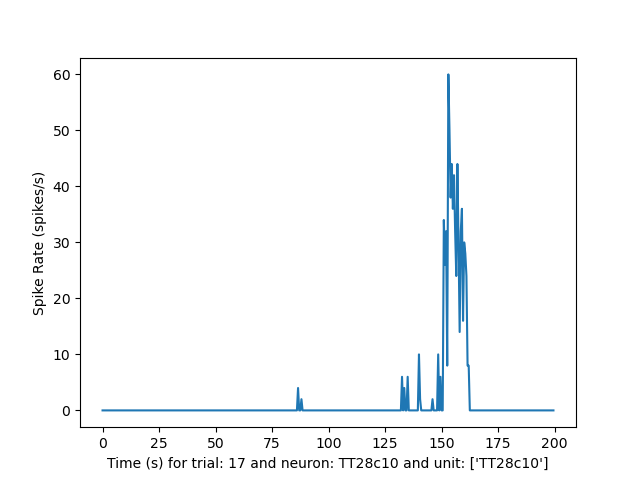 60
50
40
30
20
10
0
Spike Rate (spikes/s)
0 25 50 75 100 125 150 175 200
Time (s) for trial: 17 and neuron: TT28c10 and unit: ['TT28c10']